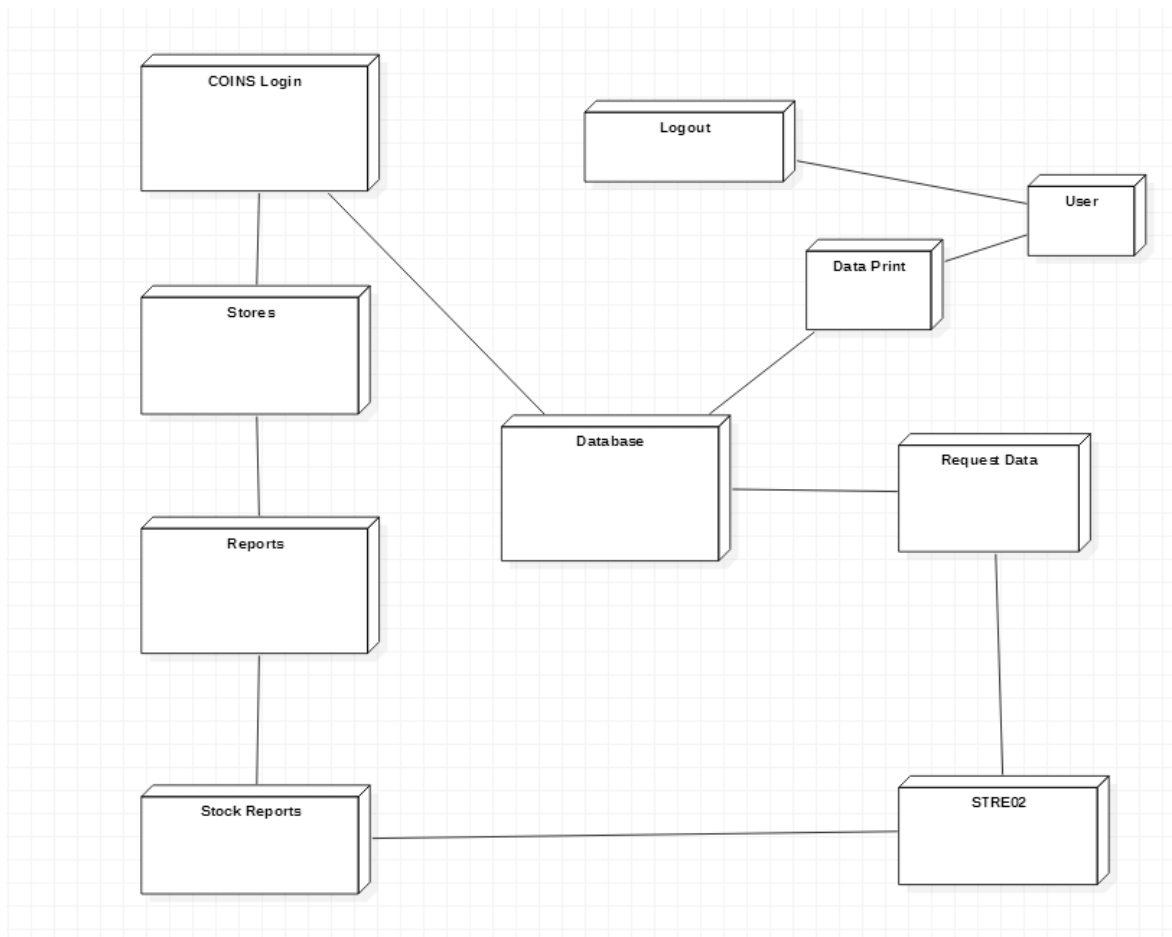 COINS Login
Logout
User
Data Print
Stores
Database
Request Data
Reports
Stock Reports
STRE02